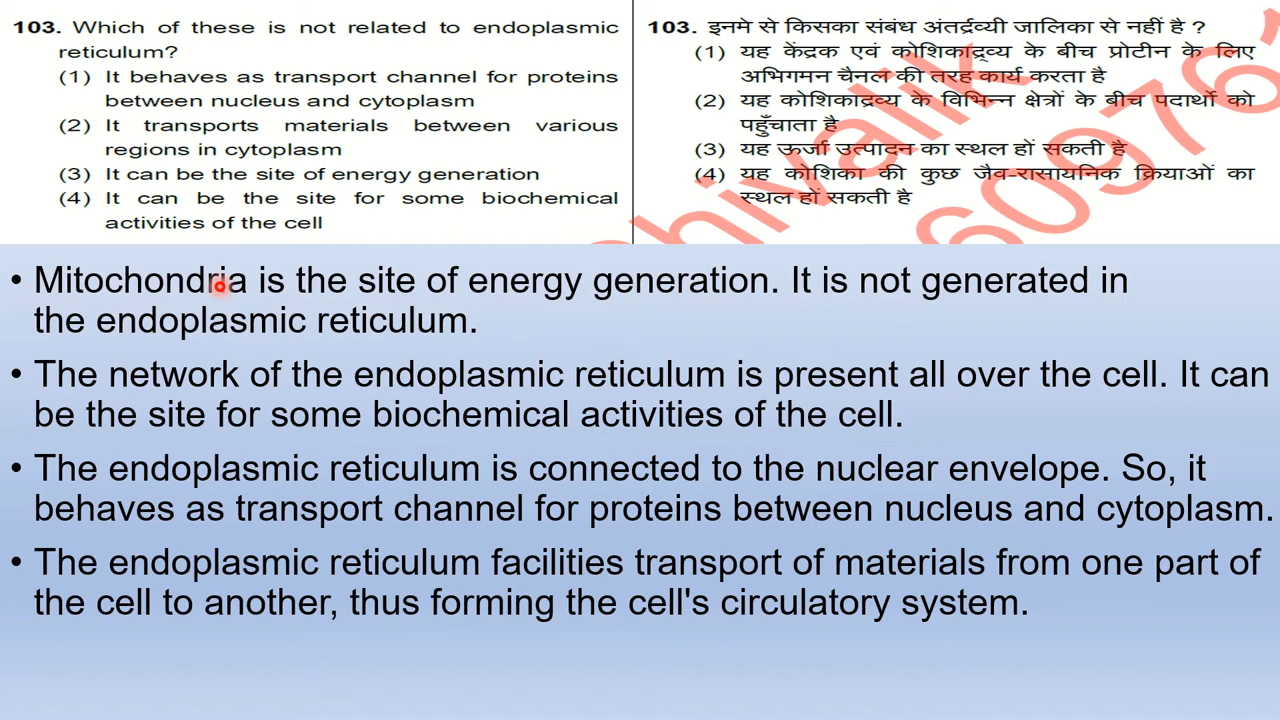 103. Which of these is not related to endoplasmic
reticulum?
(1) It behaves as transport channel for proteins
between nucleus and cytoplasm
(2) It transports materials between various
regions in cytoplasm
(3) It can be the site of energy generation
(4) It can be the site for some biochemical
activities of the cell
103. इनमे से किसका संबंध अंतर्द्रव्यी जालिका से नहीं है ?
(1) यह केंद्रक एवं कोशिकाद्रव्य के बीच प्रोटीन के लिए
अभिगमन चैनल की तरह कार्य करता है
(2) यह कोशिकाद्रव्य के विभिन्न क्षेत्रों के बीच पदार्थो को
पहुँचाता है
(3) यह ऊर्जा उत्पादन का स्थल हों सकती है
(4) यह कोशिका की कुछ जैव-रासायनिक क्रियाओं का
स्थल हों सकती है
• Mitochondria is the site of energy generation. It is not generated in
the endoplasmic reticulum.
• The network of the endoplasmic reticulum is present all over the cell. It can
be the site for some biochemical activities of the cell.
• The endoplasmic reticulum is connected to the nuclear envelope. So, it
behaves as transport channel for proteins between nucleus and cytoplasm.
• The endoplasmic reticulum facilities transport of materials from one part of
the cell to another, thus forming the cell's circulatory system.